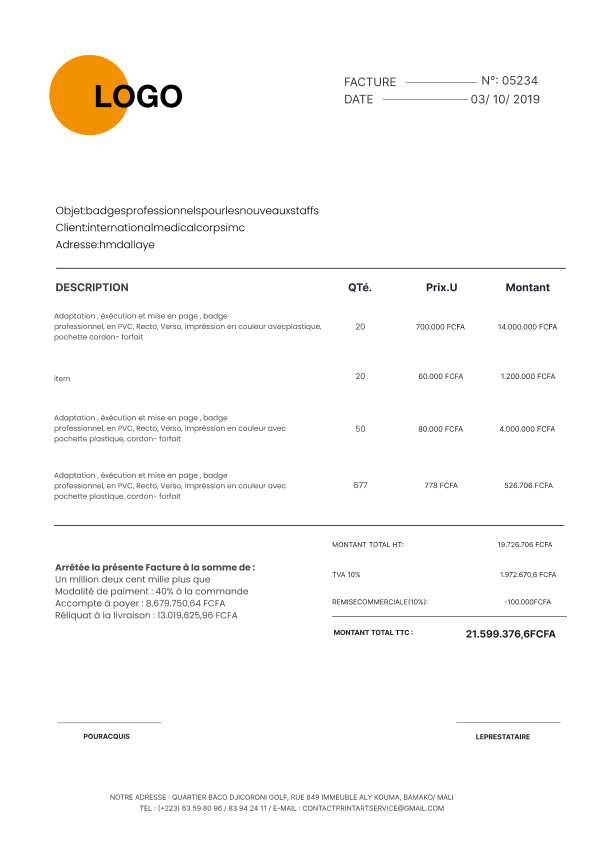 LOGO
FACTURE N°: 05234
DATE 03/ 10/ 2019
Objet:badgesprofessionnelspourlesnouveauxstaffs
Client:internationalmedicalcorpsimc
Adresse:hmdallaye
DESCRIPTION QTé. Prix.U Montant
Adaptation , éxécution et mise en page , badge
professionnel, en PVC, Recto, Verso, impréssion en couleur avecplastique,
pochette cordon- forfait
20 700.000 FCFA 14.000.000 FCFA
item 20 60.000 FCFA 1.200.000 FCFA
Adaptation , éxécution et mise en page , badge
professionnel, en PVC, Recto, Verso, impréssion en couleur avec
pochette plastique, cordon- forfait
50 80.000 FCFA 4.000.000 FCFA
Adaptation , éxécution et mise en page , badge
professionnel, en PVC, Recto, Verso, impréssion en couleur avec
pochette plastique, cordon- forfait
677 778 FCFA 526.706 FCFA
MONTANT TOTAL HT: 19.726.706 FCFA
TVA 10% 1.972.670,6 FCFA
REMISECOMMERCIALE(10%): -100.000FCFA
MONTANT TOTAL TTC : 21.599.376,6FCFA
Arrêtée la présente Facture à la somme de :
Un million deux cent mille plus que
Modalité de paiment : 40% à la commande
Accompte à payer : 8.679.750,64 FCFA
Réliquat à la livraison : 13.019.625,96 FCFA
POURACQUIS LEPRESTATAIRE
NOTRE ADRESSE : QUARTIER BACO DJICORONI GOLF, RUE 849 IMMEUBLE ALY KOUMA, BAMAKO/ MALI
TEL : (+223) 63 59 80 96 / 83 94 24 11 / E-MAIL : CONTACTPRINTARTSERVICE@GMAIL.COM